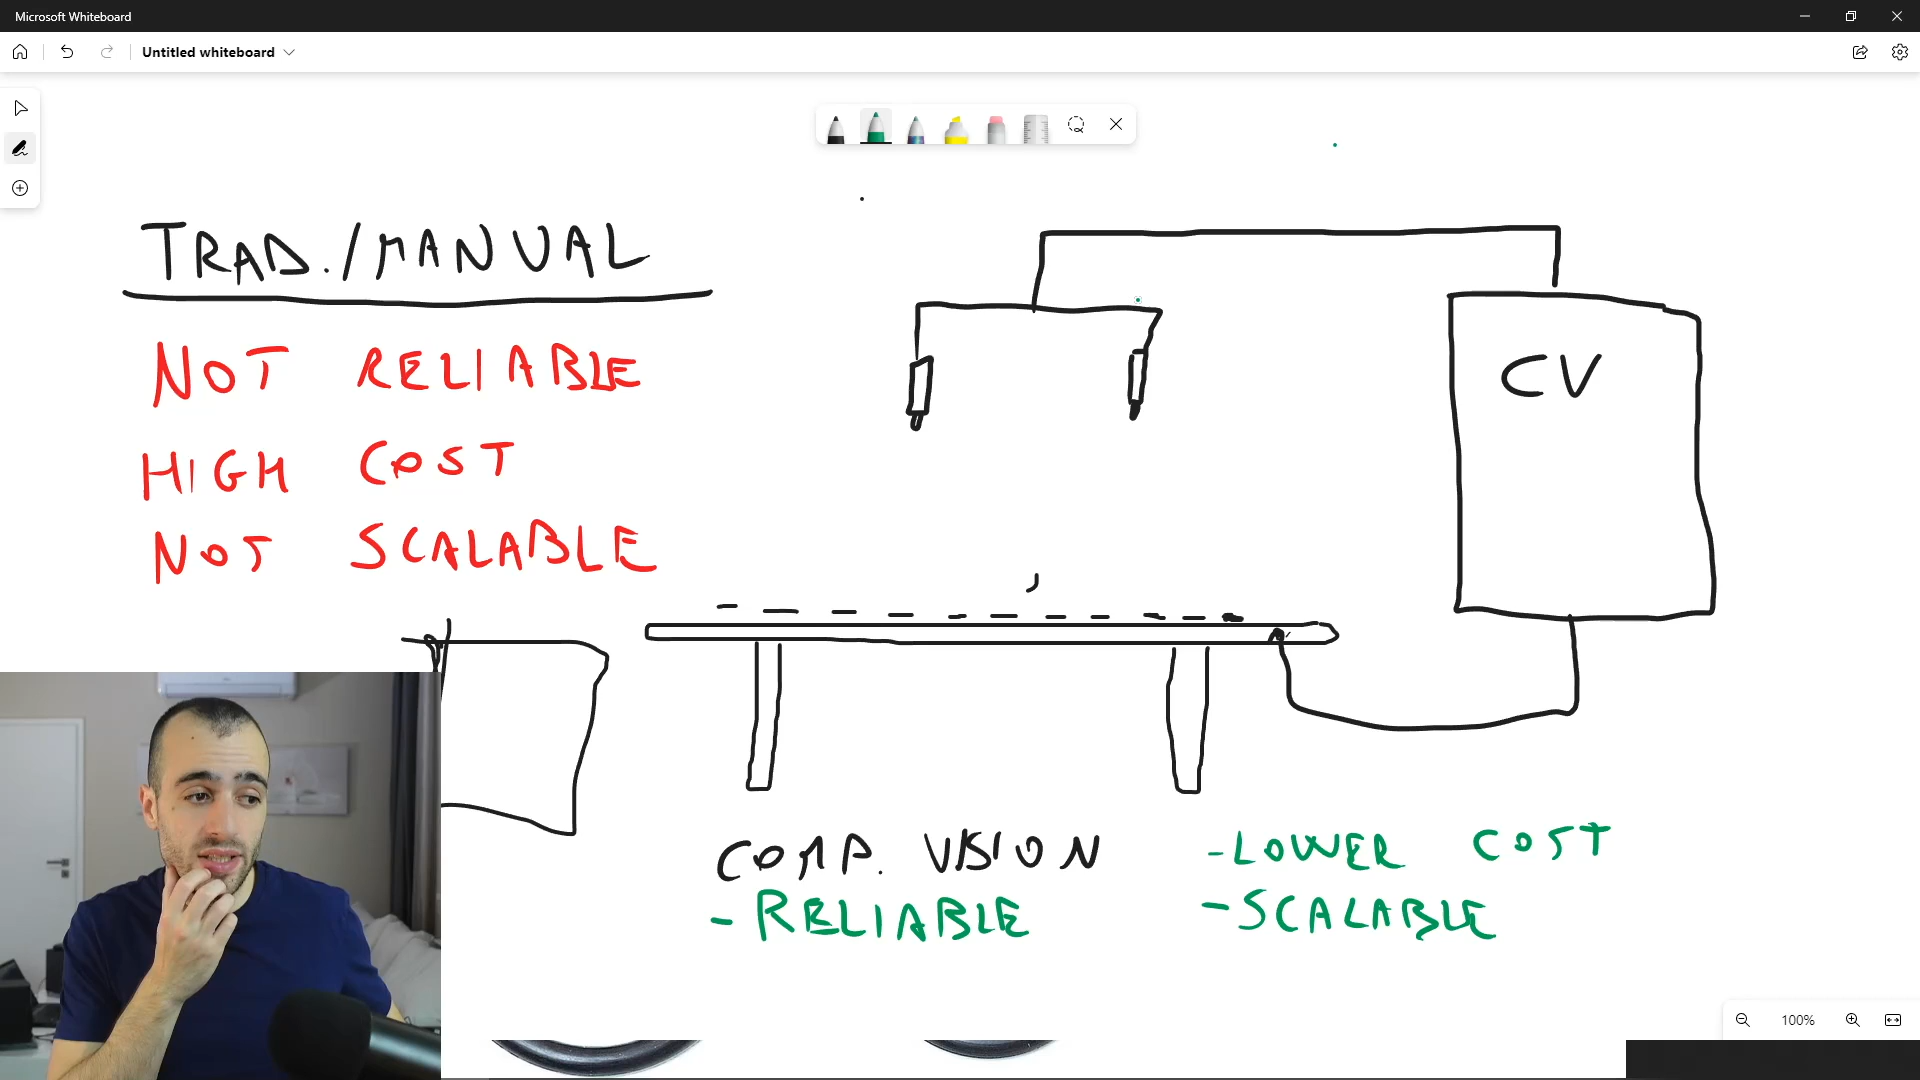 Microsoft Whiteboard
Untitled whiteboard
TRAD./MANUAL
NOT RELIABLE
HIGH COST
NOT SCALABLE
CV
COMP. VISION
- RELIABLE
- LOWER COST
- SCALABLE
100%